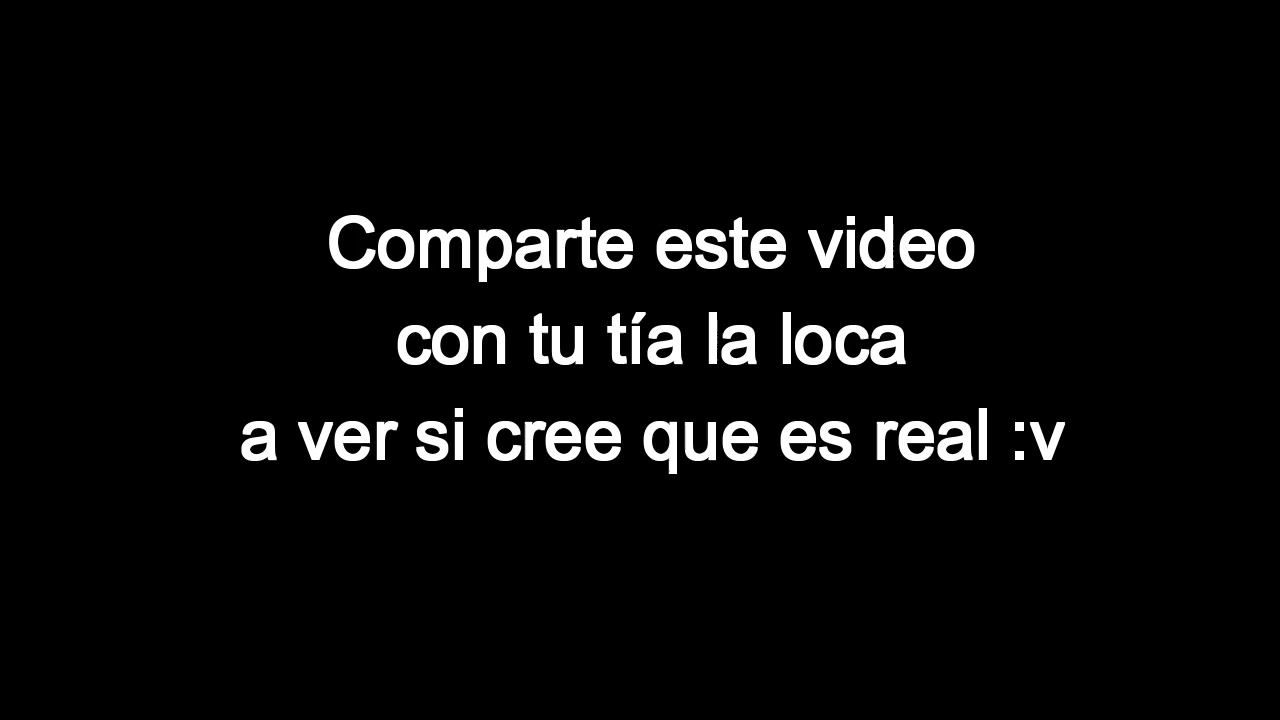 Comparte este video
con tu tía la loca
a ver si cree que es real :v